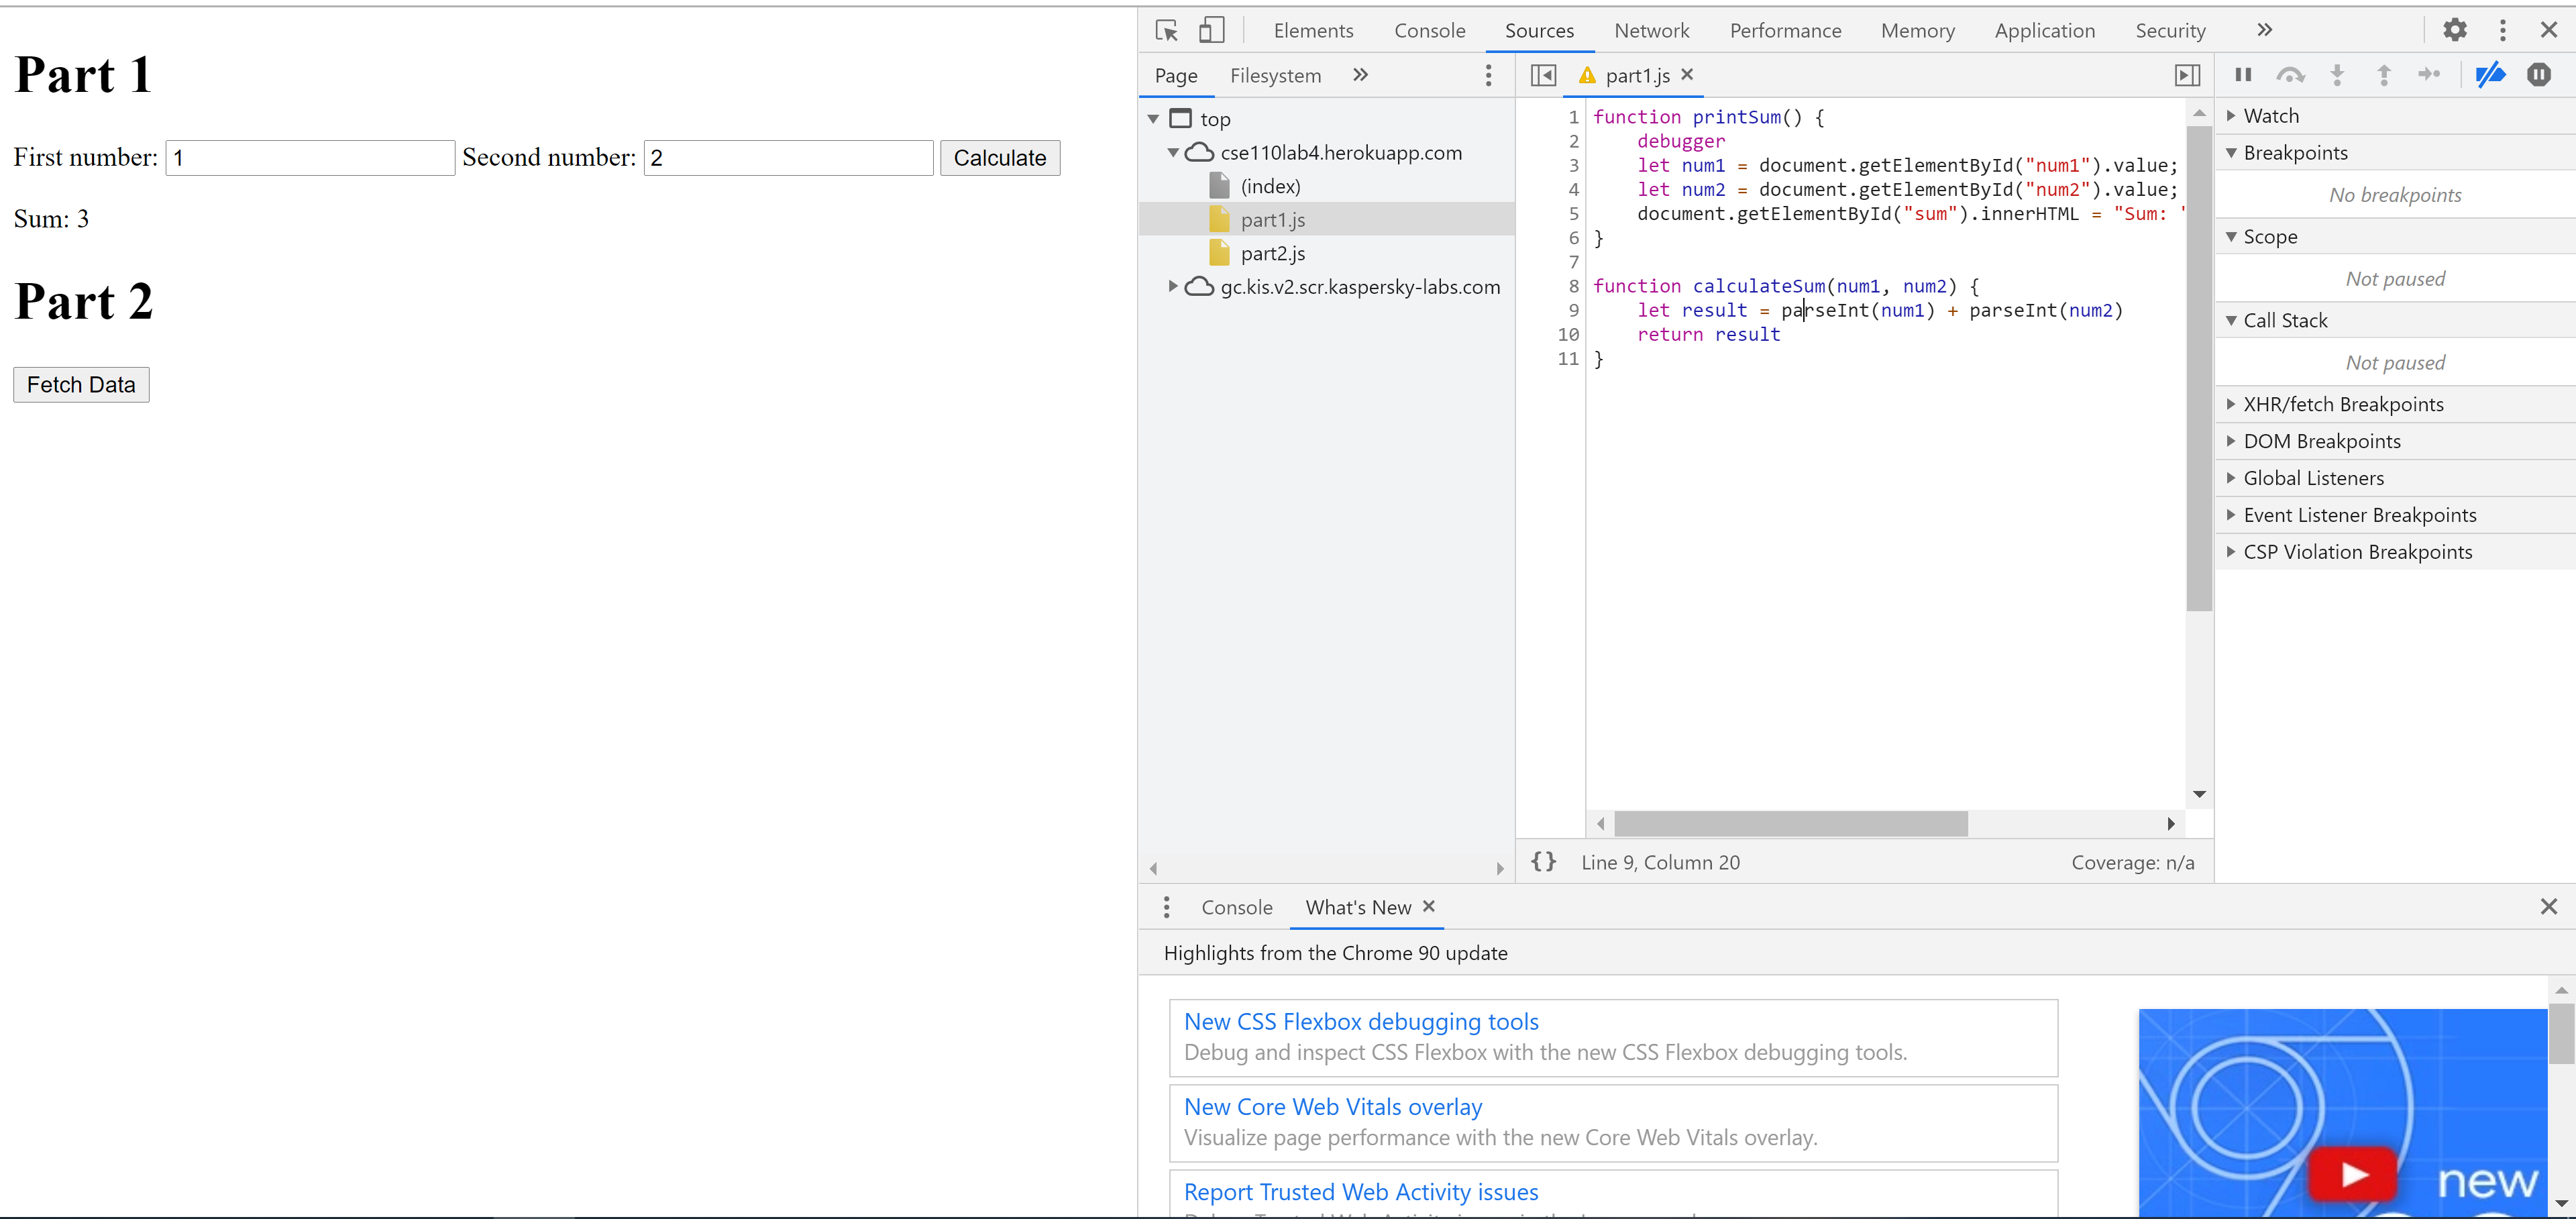 Part 1
First number: 1 Second number: 2 Calculate
Sum: 3
Part 2
Fetch Data
Elements Console Sources Network Performance Memory Application Security
Page Filesystem
top
cse110lab4.herokuapp.com
(index)
part1.js
part2.js
gc.kis.v2.scr.kaspersky-labs.com
part1.js
1 function printSum() {
2 debugger
3 let num1 = document.getElementById("num1").value;
4 let num2 = document.getElementById("num2").value;
5 document.getElementById("sum").innerHTML = "Sum: "
6 }
7
8 function calculateSum(num1, num2) {
9 let result = parseInt(num1) + parseInt(num2)
10 return result
11 }
{} Line 9, Column 20 Coverage: n/a
Watch
Breakpoints
No breakpoints
Scope
Not paused
Call Stack
Not paused
XHR/fetch Breakpoints
DOM Breakpoints
Global Listeners
Event Listener Breakpoints
CSP Violation Breakpoints
Console What's New
Highlights from the Chrome 90 update
New CSS Flexbox debugging tools
Debug and inspect CSS Flexbox with the new CSS Flexbox debugging tools.
New Core Web Vitals overlay
Visualize page performance with the new Core Web Vitals overlay.
Report Trusted Web Activity issues
new